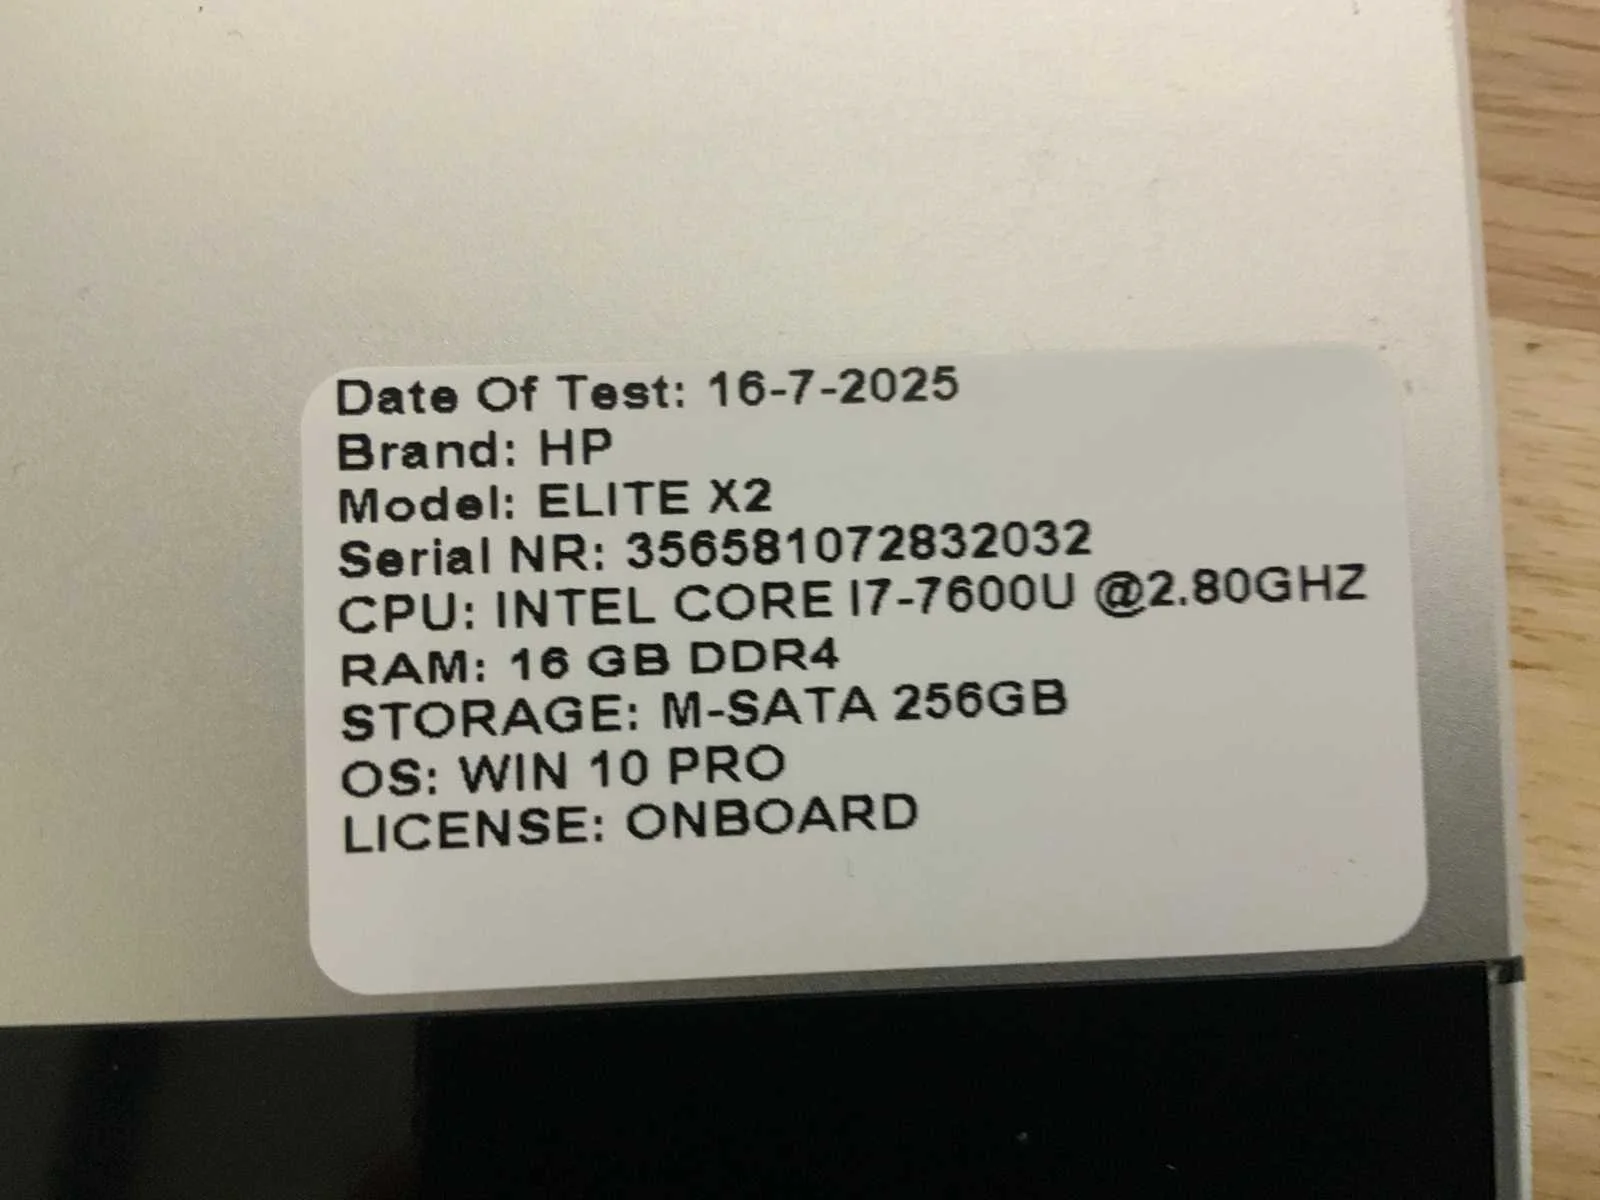 Date Of Test: 16-7-2025
Brand: HP
Model: ELITE X2
Serial NR: 356581072832032
CPU: INTEL CORE I7-7600U @2.80GHZ
RAM: 16 GB DDR4
STORAGE: M-SATA 256GB
OS: WIN 10 PRO
LICENSE: ONBOARD